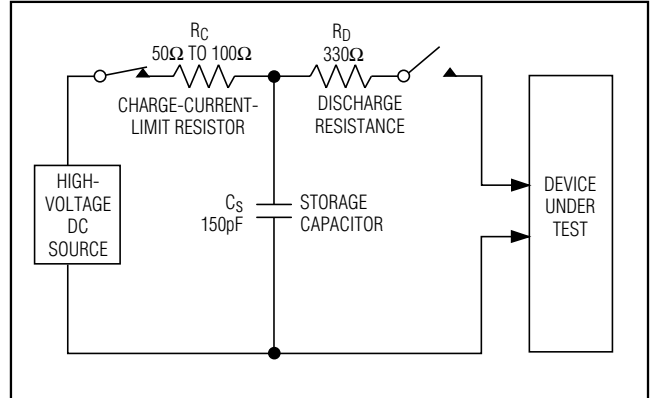 R_C
50Ω TO 100Ω
CHARGE-CURRENT-
LIMIT RESISTOR
R_D
330Ω
DISCHARGE
RESISTANCE
HIGH-
VOLTAGE
DC
SOURCE
C_S
150pF
STORAGE
CAPACITOR
DEVICE
UNDER
TEST